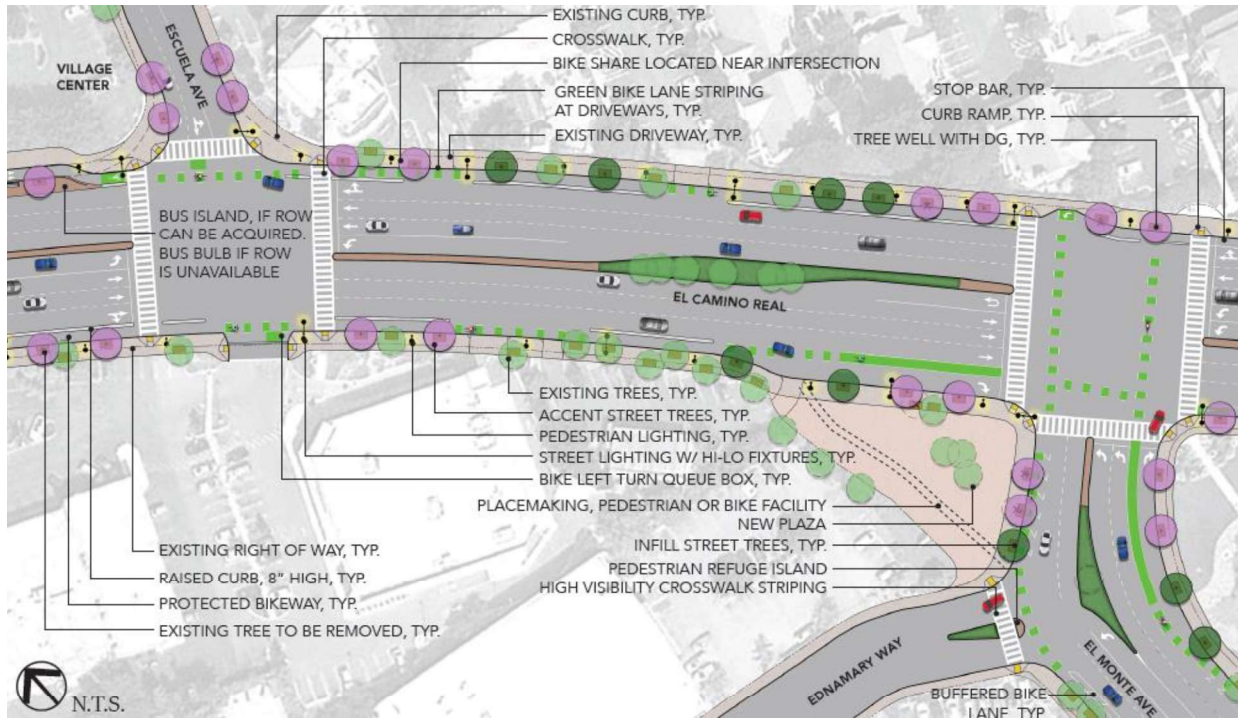 EXISTING CURB, TYP.
CROSSWALK, TYP.
BIKE SHARE LOCATED NEAR INTERSECTION
GREEN BIKE LANE STRIPING
AT DRIVEWAYS, TYP.
EXISTING DRIVEWAY, TYP.
ESCUELA AVE
VILLAGE
CENTER
STOP BAR, TYP.
CURB RAMP, TYP.
TREE WELL WITH DG, TYP.
BUS ISLAND, IF ROW
CAN BE ACQUIRED.
BUS BULB IF ROW
IS UNAVAILABLE
EL CAMINO REAL
EXISTING TREES, TYP.
ACCENT STREET TREES, TYP.
PEDESTRIAN LIGHTING, TYP.
STREET LIGHTING W/ HI-LO FIXTURES, TYP.
BIKE LEFT TURN QUEUE BOX, TYP.
PLACEMAKING, PEDESTRIAN OR BIKE FACILITY
NEW PLAZA
INFILL STREET TREES, TYP.
PEDESTRIAN REFUGE ISLAND
HIGH VISIBILITY CROSSWALK STRIPING
EXISTING RIGHT OF WAY, TYP.
RAISED CURB, 8" HIGH, TYP.
PROTECTED BIKEWAY, TYP.
EXISTING TREE TO BE REMOVED, TYP.
EDNAMARY WAY
EL MONTE AVE
BUFFERED BIKE
LANE, TYP.
N.T.S.